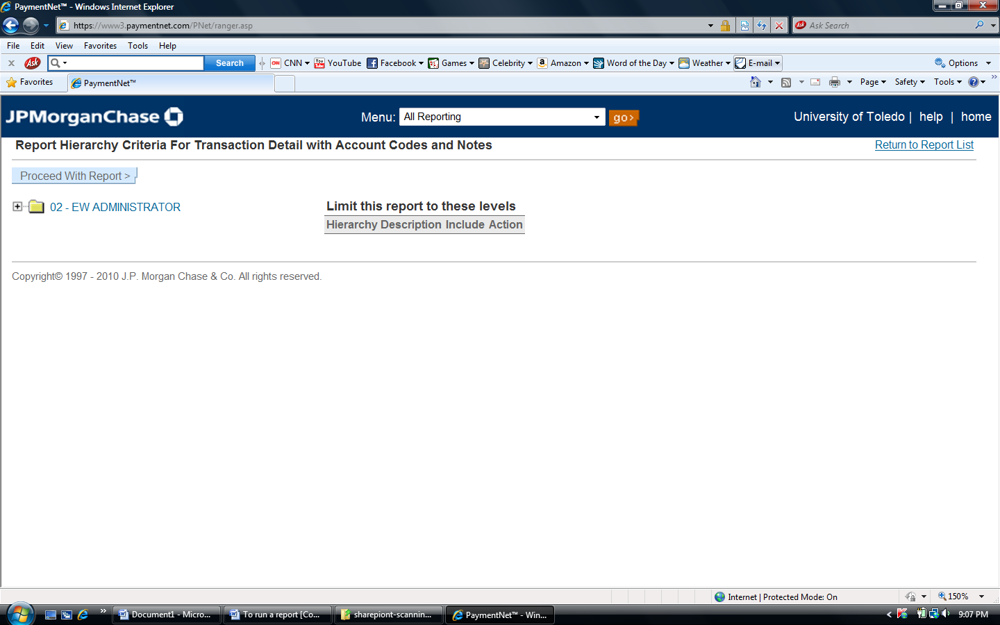 PaymentNet™ - Windows Internet Explorer
https://www3.paymentnet.com/PNet/ranger.asp
Ask Ask Search
File Edit View Favorites Tools Help
Ask Search CNN YouTube Facebook Games Celebrity Amazon Word of the Day Weather E-mail Options
Favorites PaymentNet™ Page Safety Tools
JPMorganChase Menu: All Reporting go> University of Toledo | help | home
Report Hierarchy Criteria For Transaction Detail with Account Codes and Notes Return to Report List
Proceed With Report >
02 - EW ADMINISTRATOR Limit this report to these levels
Hierarchy Description Include Action
Copyright© 1997 - 2010 J.P. Morgan Chase & Co. All rights reserved.
Internet | Protected Mode: On 150%
Document1 - Micro... To run a report [Co... sharepiont-scannin... PaymentNet™ - Win... 9:07 PM